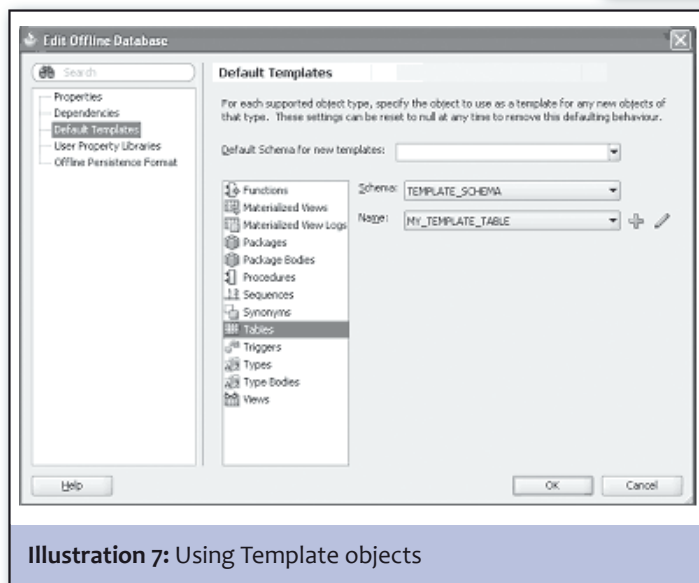 Edit Offline Database
Search
Properties
Dependencies
Default Templates
User Property Libraries
Offline Persistence Format
Default Templates
For each supported object type, specify the object to use as a template for any new objects of
that type. These settings can be reset to null at any time to remove this defaulting behaviour.
Default Schema for new templates:
Functions
Materialized Views
Materialized View Logs
Packages
Package Bodies
Procedures
Sequences
Synonyms
Tables
Triggers
Types
Type Bodies
Views
Schema: TEMPLATE_SCHEMA
Name: MY_TEMPLATE_TABLE
Help
OK
Cancel
Illustration 7: Using Template objects